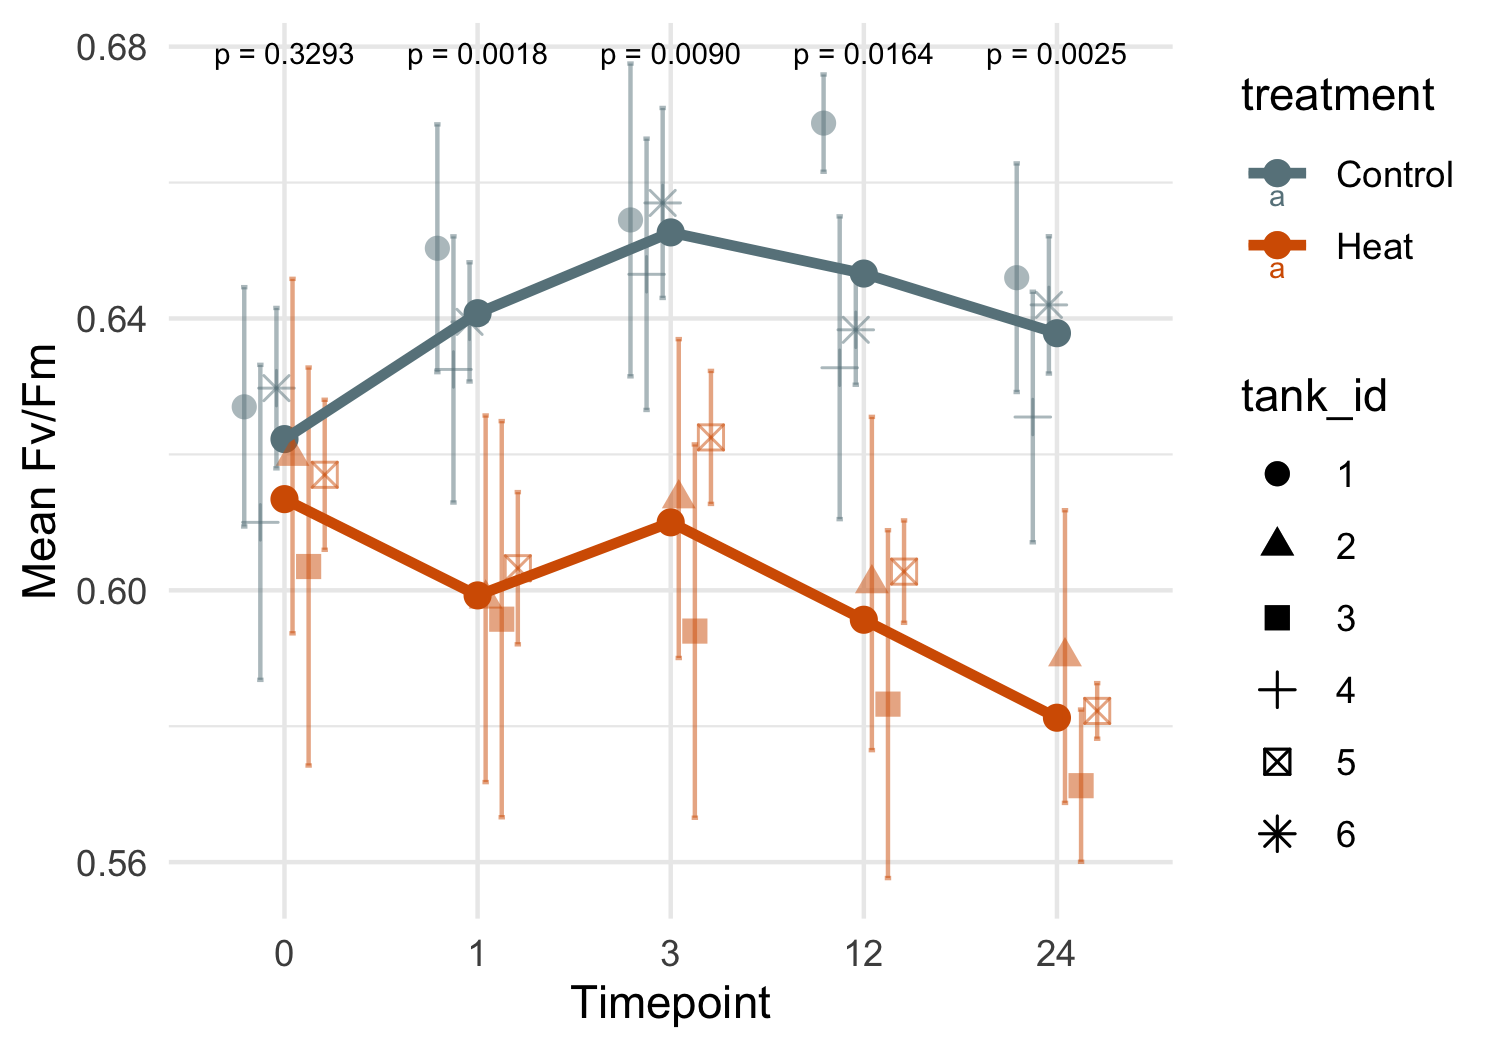 p = 0.3293 p = 0.0018 p = 0.0090 p = 0.0164 p = 0.0025
0.68
0.64
0.60
0.56
Mean Fv/Fm
0 1 3 12 24
Timepoint
treatment
a Control
a Heat
tank_id
1
2
3
4
5
6